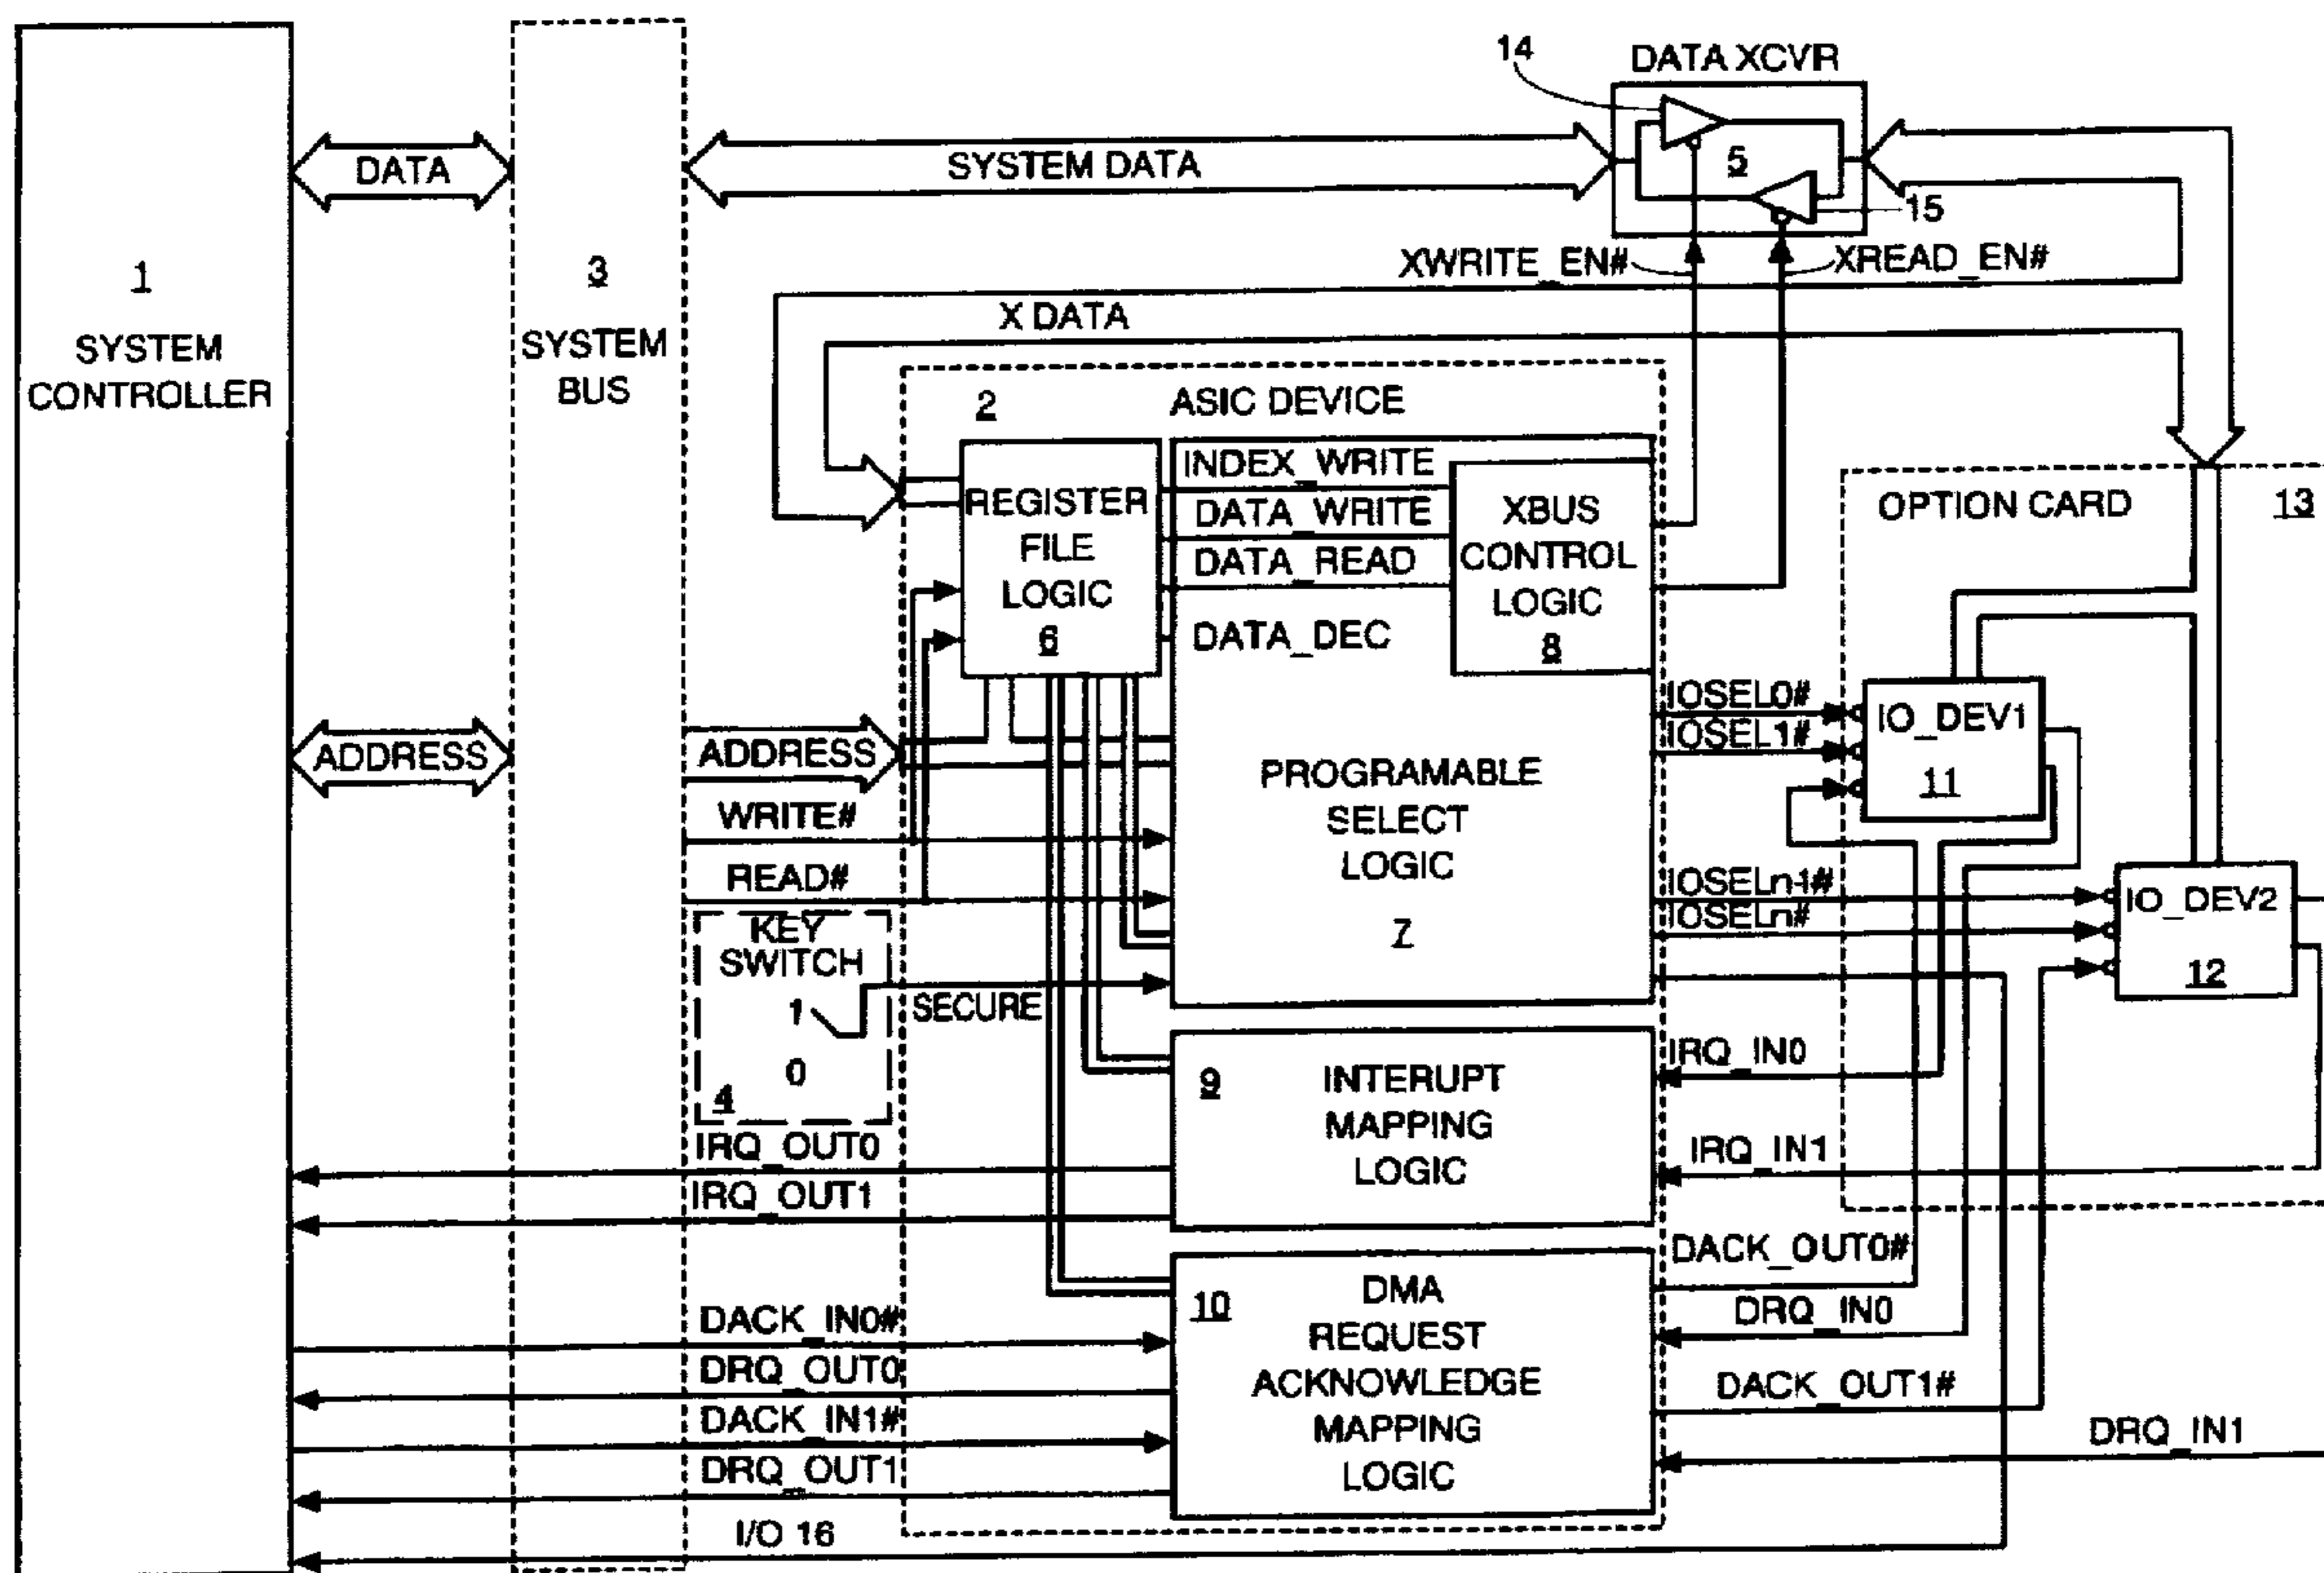 14
DATA XCVR
5
15
DATA
SYSTEM DATA
XWRITE_EN#
XREAD_EN#
X DATA
1
SYSTEM
CONTROLLER
3
SYSTEM
BUS
2
ASIC DEVICE
REGISTER
FILE
LOGIC
6
INDEX_WRITE
DATA_WRITE
DATA_READ
DATA_DEC
XBUS
CONTROL
LOGIC
8
OPTION CARD
13
ADDRESS
ADDRESS
WRITE#
READ#
PROGRAMABLE
SELECT
LOGIC
7
IOSEL0#
IOSEL1#
IO_DEV1
11
IOSELn-1#
IOSELn#
IO_DEV2
12
KEY
SWITCH
1
0
4
SECURE
9
INTERUPT
MAPPING
LOGIC
IRQ_IN0
IRQ_IN1
IRQ_OUT0
IRQ_OUT1
10
DMA
REQUEST
ACKNOWLEDGE
MAPPING
LOGIC
DACK_OUT0#
DRQ_IN0
DACK_OUT1#
DRQ_IN1
DACK_IN0#
DRQ_OUT0
DACK_IN1#
DRQ_OUT1
I/O 16